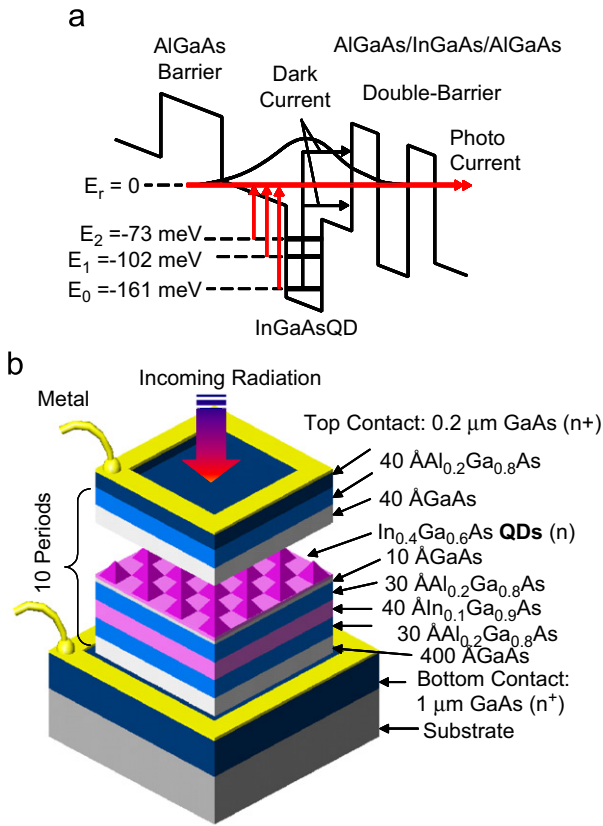 a
AlGaAs
Barrier
AlGaAs/InGaAs/AlGaAs
Dark
Current
Double-Barrier
Photo
Current
Eᵣ = 0
E₂ =-73 meV
E₁ =-102 meV
E₀ =-161 meV
InGaAsQD
b
Incoming Radiation
Metal
Top Contact: 0.2 μm GaAs (n+)
40 ÅAl₀.₂Ga₀.₈As
40 ÅGaAs
In₀.₄Ga₀.₆As QDs (n)
10 ÅGaAs
30 ÅAl₀.₂Ga₀.₈As
40 ÅIn₀.₁Ga₀.₉As
30 ÅAl₀.₂Ga₀.₈As
400 ÅGaAs
Bottom Contact:
1 μm GaAs (n⁺)
Substrate
10 Periods